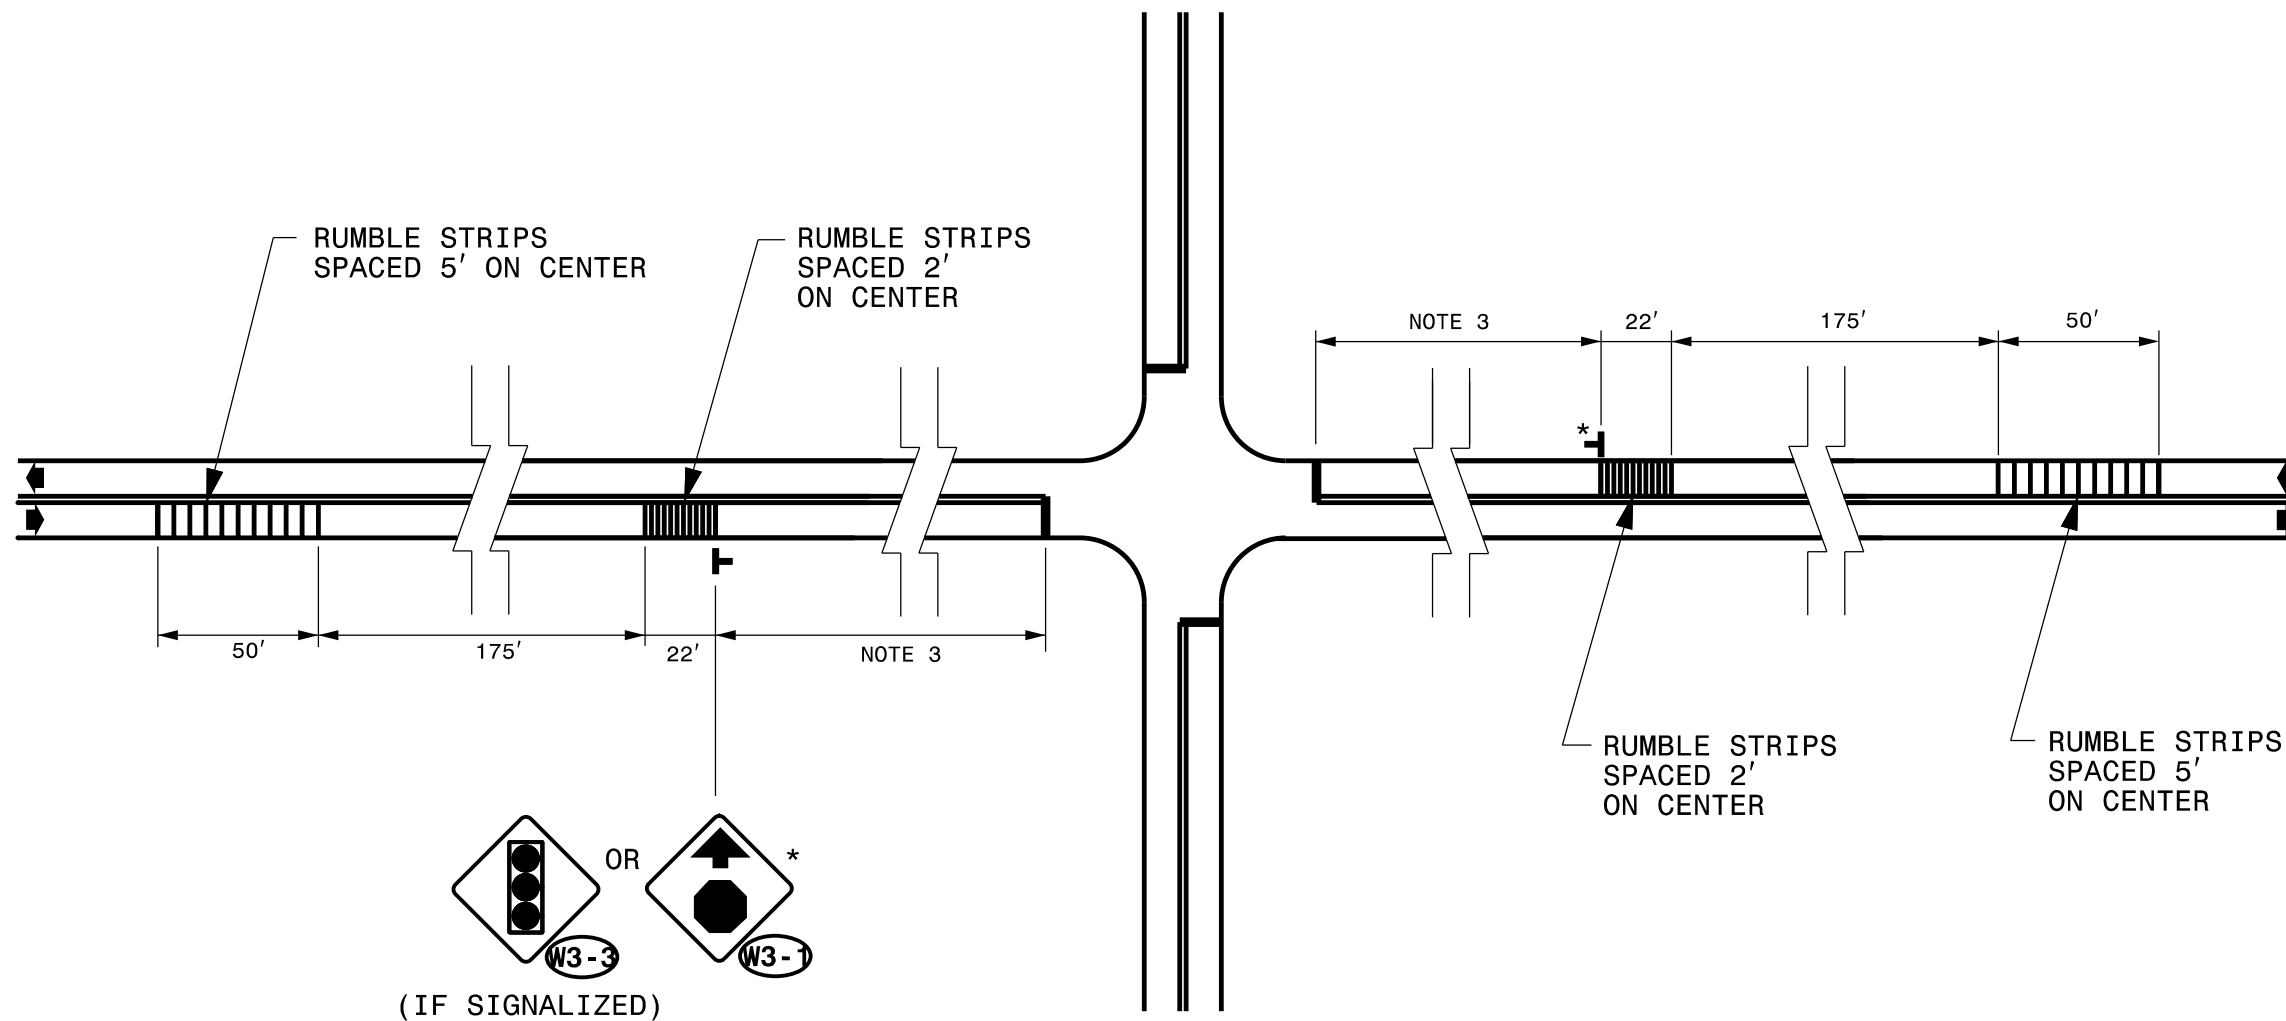 RUMBLE STRIPS
SPACED 5' ON CENTER
RUMBLE STRIPS
SPACED 2'
ON CENTER
NOTE 3
22'
175'
50'
*
50'
175'
22'
NOTE 3
RUMBLE STRIPS
SPACED 2'
ON CENTER
RUMBLE STRIPS
SPACED 5'
ON CENTER
OR
*
W3-3
W3-1
(IF SIGNALIZED)